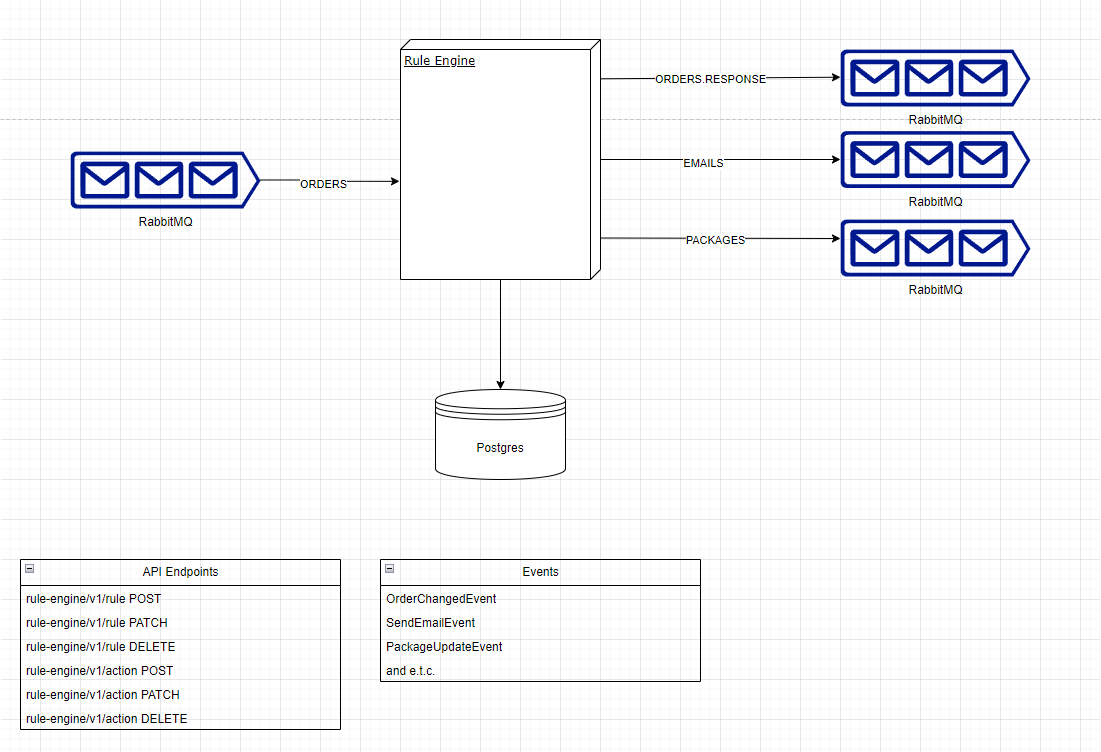 Rule Engine
ORDERS.RESPONSE
RabbitMQ
EMAILS
ORDERS
RabbitMQ
RabbitMQ
PACKAGES
RabbitMQ
Postgres
API Endpoints
rule-engine/v1/rule POST
rule-engine/v1/rule PATCH
rule-engine/v1/rule DELETE
rule-engine/v1/action POST
rule-engine/v1/action PATCH
rule-engine/v1/action DELETE
Events
OrderChangedEvent
SendEmailEvent
PackageUpdateEvent
and e.t.c.